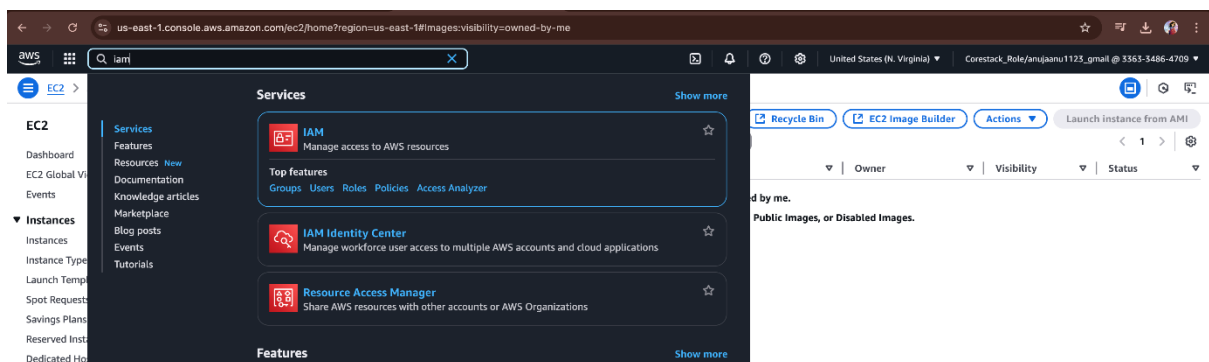 us-east-1.console.aws.amazon.com/ec2/home?region=us-east-1#Images:visibility=owned-by-me
aws
iam
United States (N. Virginia) ▼
Corestack_Role/anujaanu1123_gmail @ 3363-3486-4709 ▼
EC2 >
EC2
Dashboard
EC2 Global Vi
Events
▼ Instances
Instances
Instance Type
Launch Templ
Spot Requests
Savings Plans
Reserved Insta
Dedicated Ho
Services
Features
Resources New
Documentation
Knowledge articles
Marketplace
Blog posts
Events
Tutorials
Services Show more
IAM
Manage access to AWS resources
Top features
Groups Users Roles Policies Access Analyzer
IAM Identity Center
Manage workforce user access to multiple AWS accounts and cloud applications
Resource Access Manager
Share AWS resources with other accounts or AWS Organizations
Features Show more
Recycle Bin EC2 Image Builder Actions ▼ Launch instance from AMI
< 1 >
Owner Visibility Status
d by me.
Public Images, or Disabled Images.